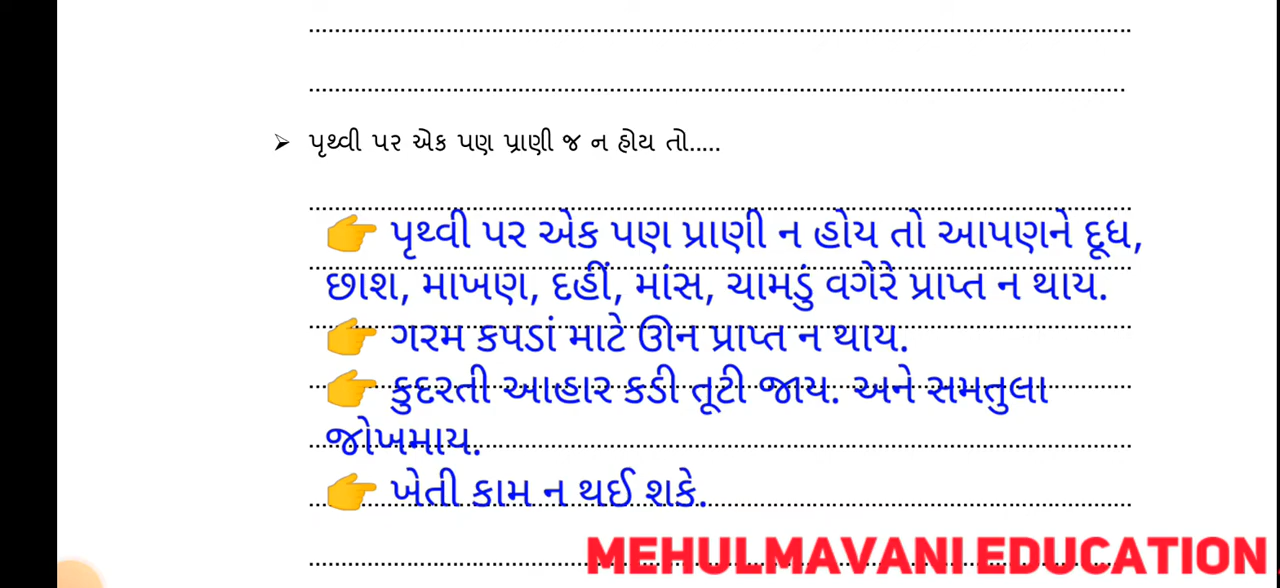 ➢ પૃથ્વી પર એક પણ પ્રાણી જ ન હોય તો.....
👉 પૃથ્વી પર એક પણ પ્રાણી ન હોય તો આપણને દૂધ,
છાશ, માખણ, દહીં, માંસ, ચામડું વગેરે પ્રાપ્ત ન થાય.
👉 ગરમ કપડાં માટે ઊન પ્રાપ્ત ન થાય.
👉 કુદરતી આહાર કડી તૂટી જાય. અને સમતુલા
જોખમાય.
👉 ખેતી કામ ન થઈ શકે.
MEHULMAVANI EDUCATION